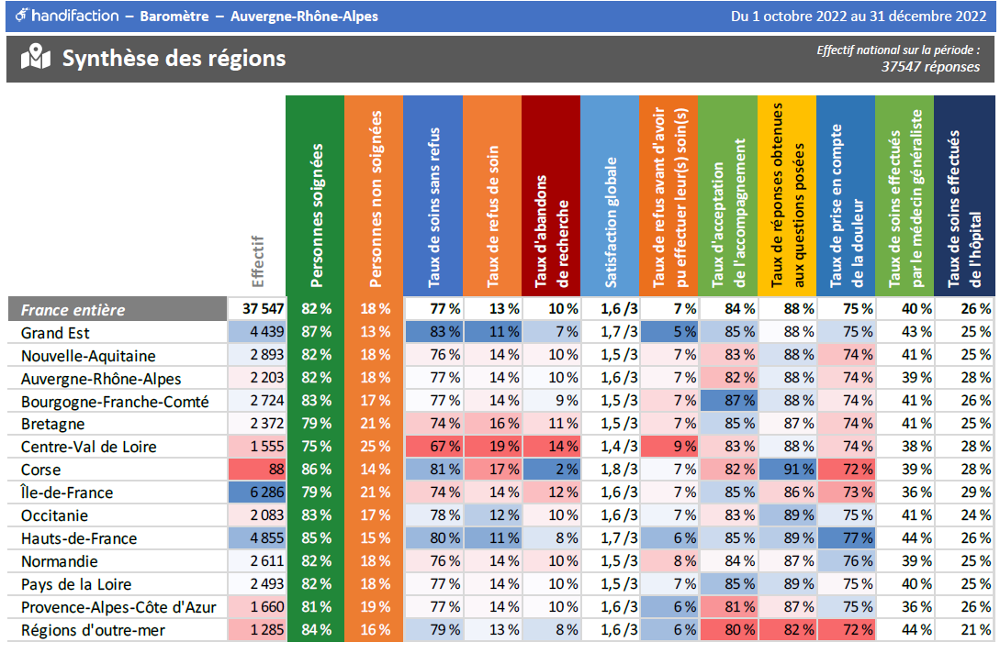 handifaction – Baromètre – Auvergne-Rhône-Alpes Du 1 octobre 2022 au 31 décembre 2022
Synthèse des régions
Effectif national sur la période :
37547 réponses
Effectif
Personnes soignées
Personnes non soignées
Taux de soins sans refus
Taux de refus de soin
Taux d'abandons
de recherche
Satisfaction globale
Taux de refus avant d'avoir
pu effectuer leur(s) soin(s)
Taux d'acceptation
de l'accompagnement
Taux de réponses obtenues
aux questions posées
Taux de prise en compte
de la douleur
Taux de soins effectués
par le médecin généraliste
Taux de soins effectués
de l'hôpital
France entière 37 547 82 % 18 % 77 % 13 % 10 % 1,6 /3 7 % 84 % 88 % 75 % 40 % 26 %
Grand Est 4 439 87 % 13 % 83 % 11 % 7 % 1,7 /3 5 % 85 % 88 % 75 % 43 % 25 %
Nouvelle-Aquitaine 2 893 82 % 18 % 76 % 14 % 10 % 1,5 /3 7 % 83 % 88 % 74 % 41 % 25 %
Auvergne-Rhône-Alpes 2 203 82 % 18 % 77 % 14 % 10 % 1,6 /3 7 % 82 % 88 % 74 % 39 % 28 %
Bourgogne-Franche-Comté 2 724 83 % 17 % 77 % 14 % 9 % 1,5 /3 7 % 87 % 88 % 74 % 41 % 26 %
Bretagne 2 372 79 % 21 % 74 % 16 % 11 % 1,5 /3 7 % 85 % 87 % 74 % 41 % 25 %
Centre-Val de Loire 1 555 75 % 25 % 67 % 19 % 14 % 1,4 /3 9 % 83 % 88 % 74 % 38 % 28 %
Corse 88 86 % 14 % 81 % 17 % 2 % 1,8 /3 7 % 82 % 91 % 72 % 39 % 28 %
Île-de-France 6 286 79 % 21 % 74 % 14 % 12 % 1,6 /3 7 % 85 % 86 % 73 % 36 % 29 %
Occitanie 2 083 83 % 17 % 78 % 12 % 10 % 1,6 /3 7 % 83 % 89 % 75 % 41 % 24 %
Hauts-de-France 4 855 85 % 15 % 80 % 11 % 8 % 1,7 /3 6 % 85 % 89 % 77 % 44 % 26 %
Normandie 2 611 82 % 18 % 76 % 14 % 10 % 1,5 /3 8 % 84 % 87 % 76 % 39 % 25 %
Pays de la Loire 2 493 82 % 18 % 77 % 14 % 10 % 1,5 /3 7 % 85 % 89 % 75 % 40 % 25 %
Provence-Alpes-Côte d'Azur 1 660 81 % 19 % 77 % 14 % 10 % 1,6 /3 6 % 81 % 87 % 75 % 36 % 26 %
Régions d'outre-mer 1 285 84 % 16 % 79 % 13 % 8 % 1,6 /3 6 % 80 % 82 % 72 % 44 % 21 %